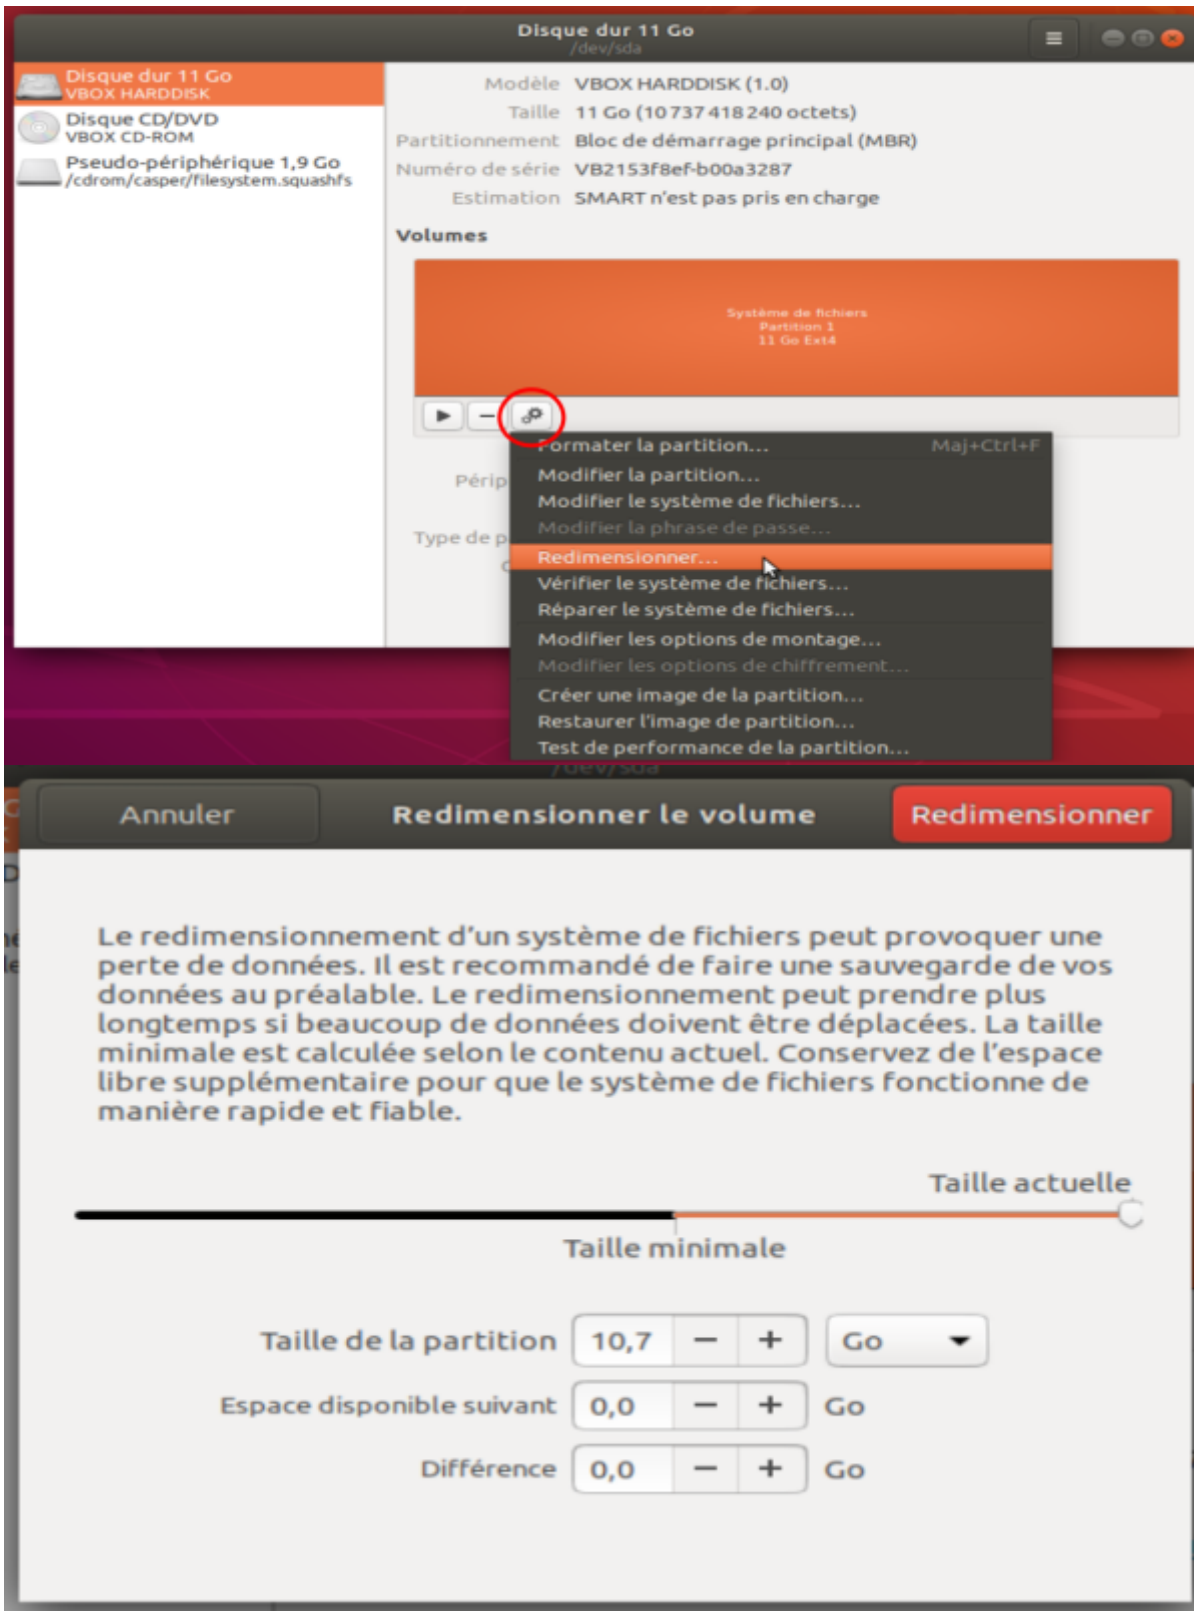 Disque dur 11 Go
/dev/sda
Disque dur 11 Go
VBOX HARDDISK
Disque CD/DVD
VBOX CD-ROM
Pseudo-périphérique 1,9 Go
/cdrom/casper/filesystem.squashfs
Modèle VBOX HARDDISK (1.0)
Taille 11 Go (10 737 418 240 octets)
Partitionnement Bloc de démarrage principal (MBR)
Numéro de série VB2153f8ef-b00a3287
Estimation SMART n'est pas pris en charge
Volumes
Système de fichiers
Partition 1
11 Go Ext4
Périp
Type de p
Formater la partition... Maj+Ctrl+F
Modifier la partition...
Modifier le système de fichiers...
Modifier la phrase de passe...
Redimensionner...
Vérifier le système de fichiers...
Réparer le système de fichiers...
Modifier les options de montage...
Modifier les options de chiffrement...
Créer une image de la partition...
Restaurer l'image de partition...
Test de performance de la partition...
/dev/sda
Annuler Redimensionner le volume Redimensionner
Le redimensionnement d'un système de fichiers peut provoquer une
perte de données. Il est recommandé de faire une sauvegarde de vos
données au préalable. Le redimensionnement peut prendre plus
longtemps si beaucoup de données doivent être déplacées. La taille
minimale est calculée selon le contenu actuel. Conservez de l'espace
libre supplémentaire pour que le système de fichiers fonctionne de
manière rapide et fiable.
Taille actuelle
Taille minimale
Taille de la partition 10,7 − + Go
Espace disponible suivant 0,0 − + Go
Différence 0,0 − + Go